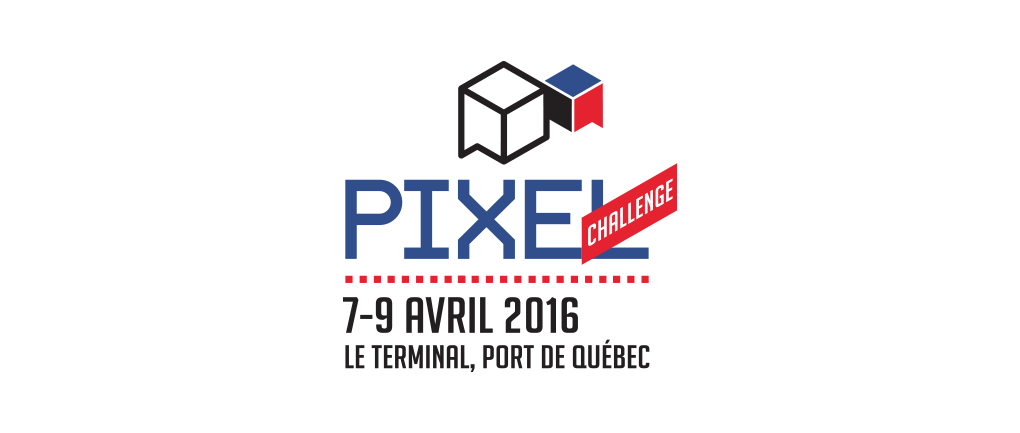 PIXEL
CHALLENGE
7-9 AVRIL 2016
LE TERMINAL, PORT DE QUÉBEC